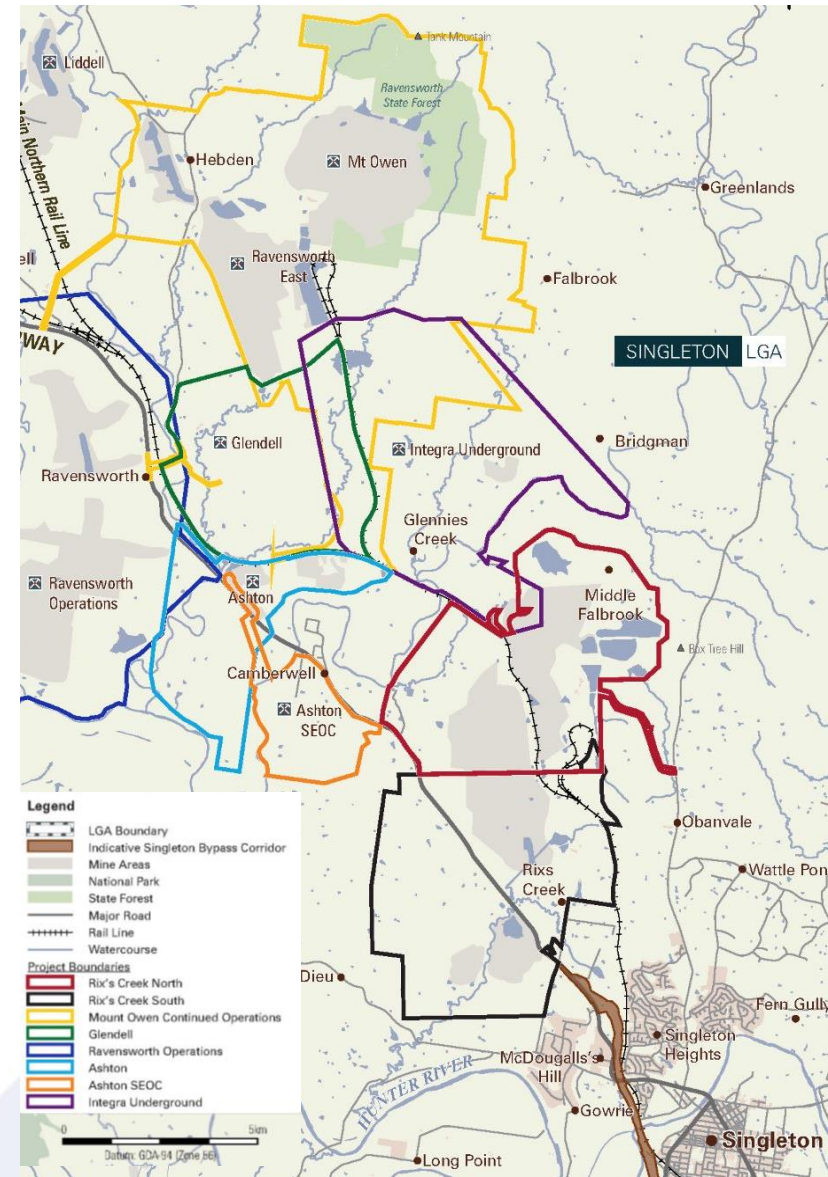 Tank Mountain
Liddell
Main Northern Rail Line
Ravensworth
State Forest
Hebden
Mt Owen
Greenlands
ell
Ravensworth
East
Falbrook
WAY
SINGLETON LGA
Glendell
Integra Underground
Bridgman
Ravensworth
Glennies
Creek
Ravensworth
Operations
Ashton
Middle
Falbrook
Box Tree Hill
Camberwell
Ashton
SEOC
Legend
LGA Boundary
Indicative Singleton Bypass Corridor
Mine Areas
National Park
State Forest
Major Road
Rail Line
Watercourse
Project Boundaries
Rix's Creek North
Rix's Creek South
Mount Owen Continued Operations
Glendell
Ravensworth Operations
Ashton
Ashton SEOC
Integra Underground
0 5km
Datum: GDA-94 (Zone 56)
Obanvale
Wattle Pon
Rixs
Creek
Dieu
Fern Gully
Singleton
Heights
McDougalls's
Hill
HUNTER RIVER
Gowrie
Singleton
Long Point